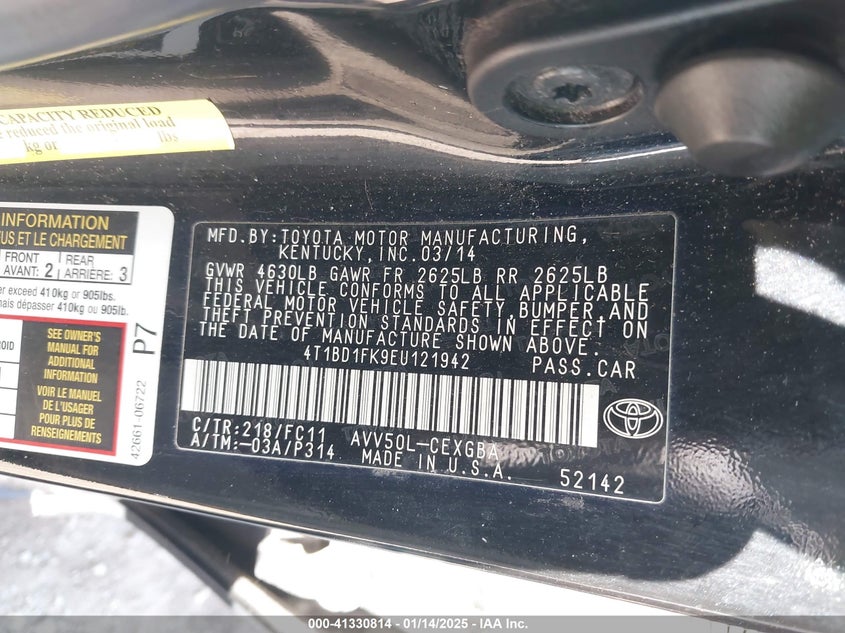 CAPACITY REDUCED
reduced the original load
kg or lbs
INFORMATION
US ET LE CHARGEMENT
FRONT 2 REAR 3
AVANT: ARRIÈRE:
exceed 410kg or 905lbs.
mais dépasser 410kg ou 905lbs.
SEE OWNER'S
MANUAL FOR
ADDITIONAL
INFORMATION
VOIR LE MANUEL
DE L'USAGER
POUR PLUS DE
RENSEIGNEMENTS
P7
42661-06722
MFD.BY:TOYOTA MOTOR MANUFACTURING,
KENTUCKY,INC.03/14
GVWR 4630LB GAWR FR 2625LB RR 2625LB
THIS VEHICLE CONFORMS TO ALL APPLICABLE
FEDERAL MOTOR VEHICLE SAFETY,BUMPER,AND
THEFT PREVENTION STANDARDS IN EFFECT ON
THE DATE OF MANUFACTURE SHOWN ABOVE.
4T1BD1FK9EU121942 PASS.CAR
C/TR:218/FC11 AVV50L-CEXGBA
A/TM:-03A/P314 MADE IN U.S.A.
52142
000-41330814 - 01/14/2025 - IAA Inc.